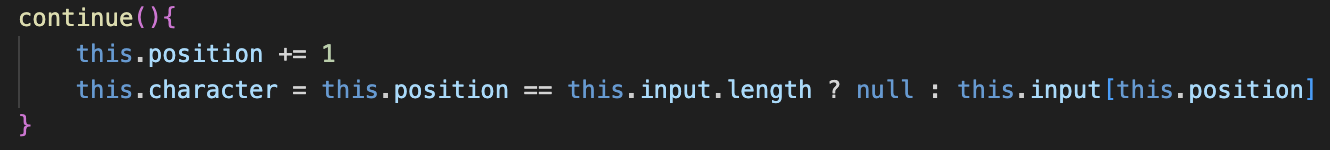 continue(){
    this.position += 1
    this.character = this.position == this.input.length ? null : this.input[this.position]
}